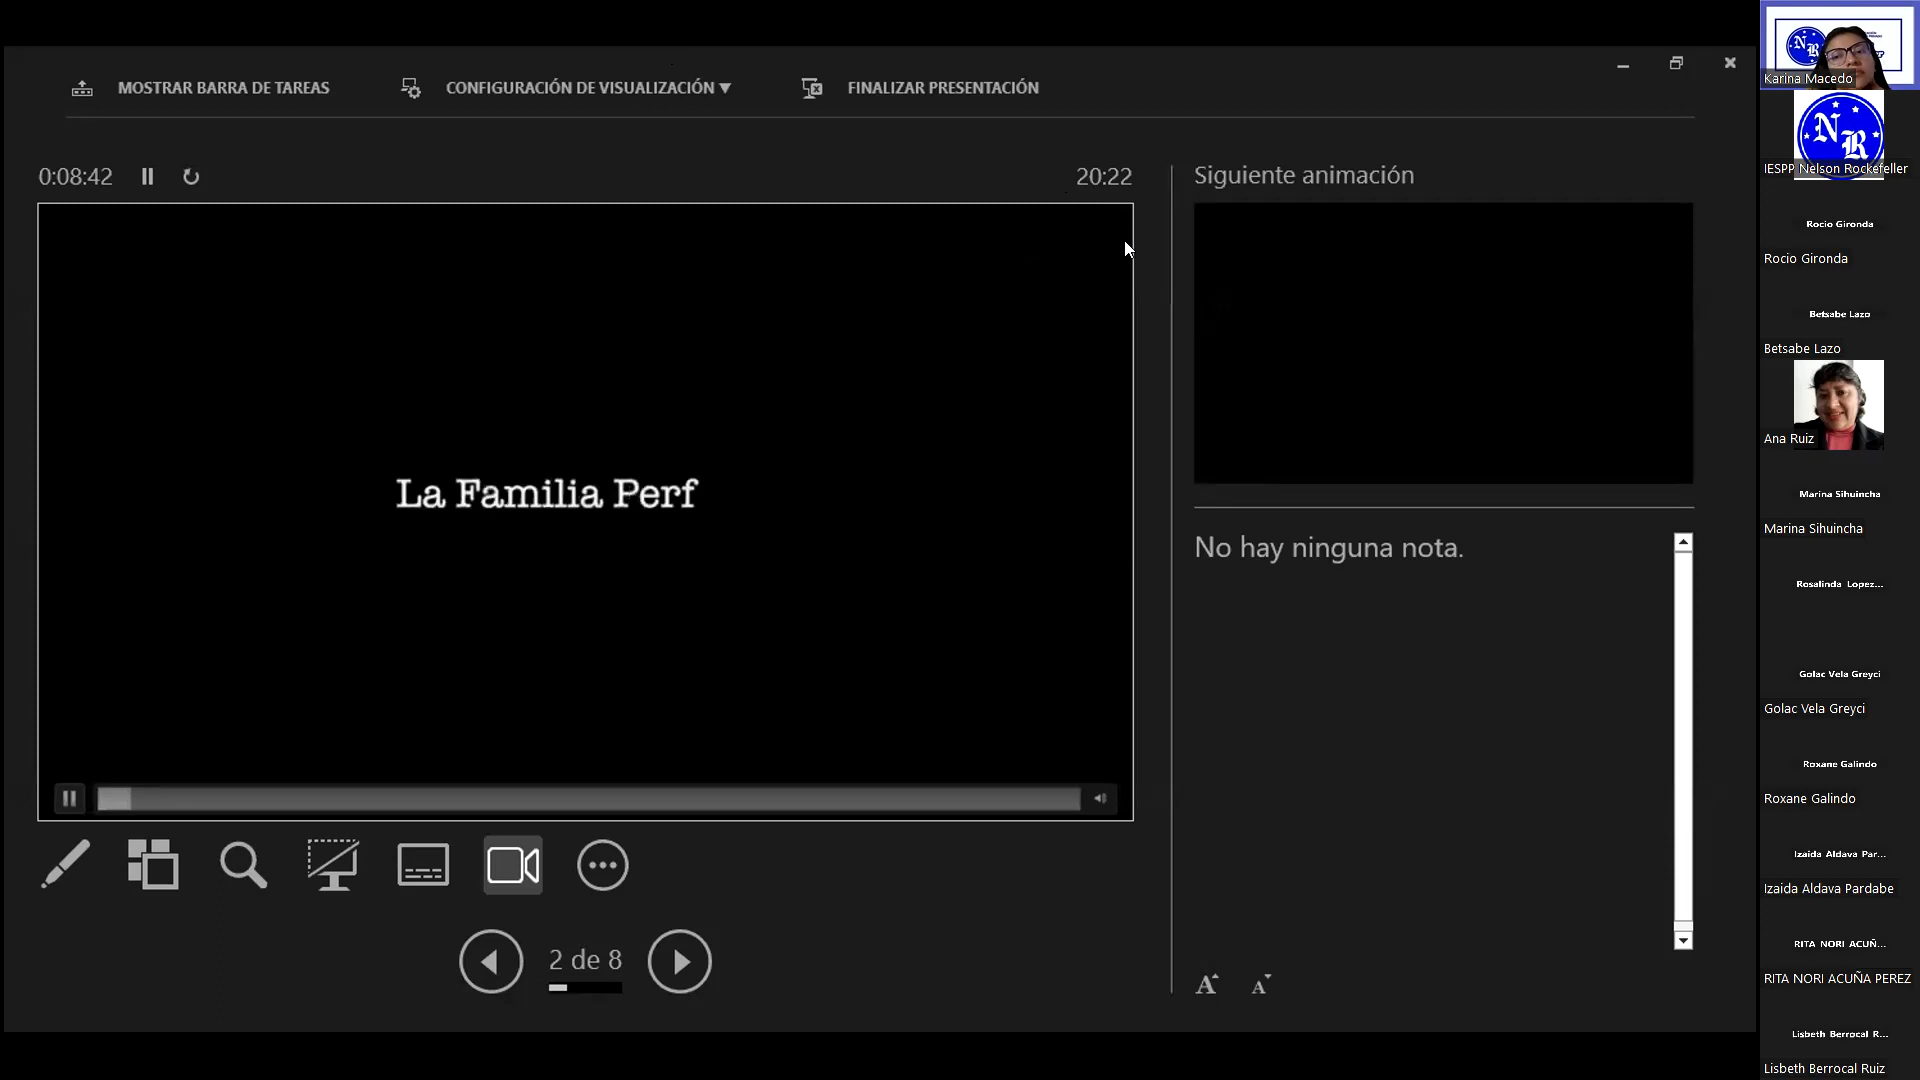 MOSTRAR BARRA DE TAREAS
CONFIGURACIÓN DE VISUALIZACIÓN ▼
FINALIZAR PRESENTACIÓN
0:08:42
20:22
La Familia Perf
2 de 8
Siguiente animación
No hay ninguna nota.
A
A
NR
Karina Macedo
NR
IESPP Nelson Rockefeller
Rocio Gironda
Rocio Gironda
Betsabe Lazo
Betsabe Lazo
Ana Ruiz
Marina Sihuincha
Marina Sihuincha
Rosalinda Lopez...
Golac Vela Greyci
Golac Vela Greyci
Roxane Galindo
Roxane Galindo
Izaida Aldava Par...
Izaida Aldava Pardabe
RITA NORI ACUÑ...
RITA NORI ACUÑA PEREZ
Lisbeth Berrocal R...
Lisbeth Berrocal Ruiz